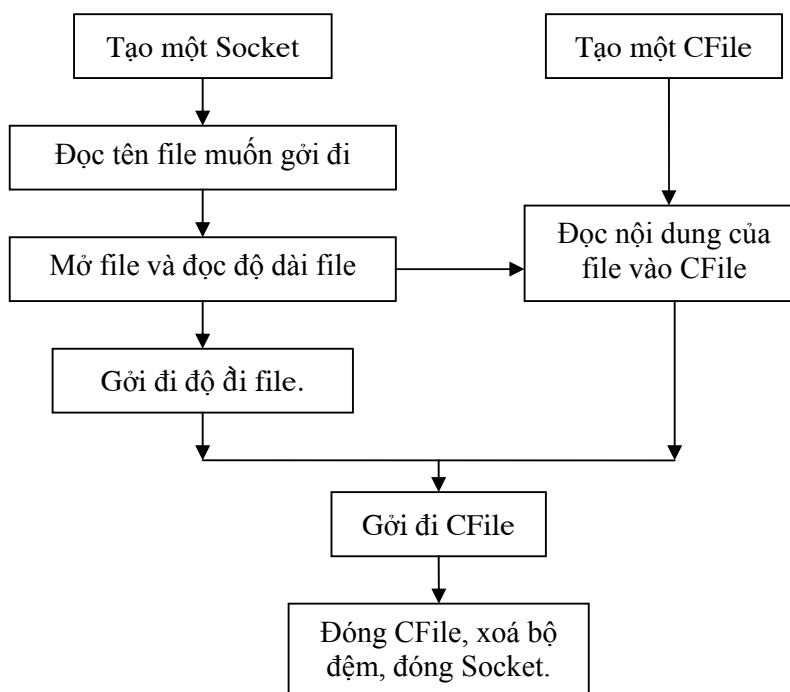 Tạo một Socket
Tạo một CFile
Đọc tên file muốn gởi đi
Mở file và đọc độ dài file
Đọc nội dung của
file vào CFile
Gởi đi độ file.
Gởi đi CFile
Đóng CFile, xoá bộ
đệm, đóng Socket.